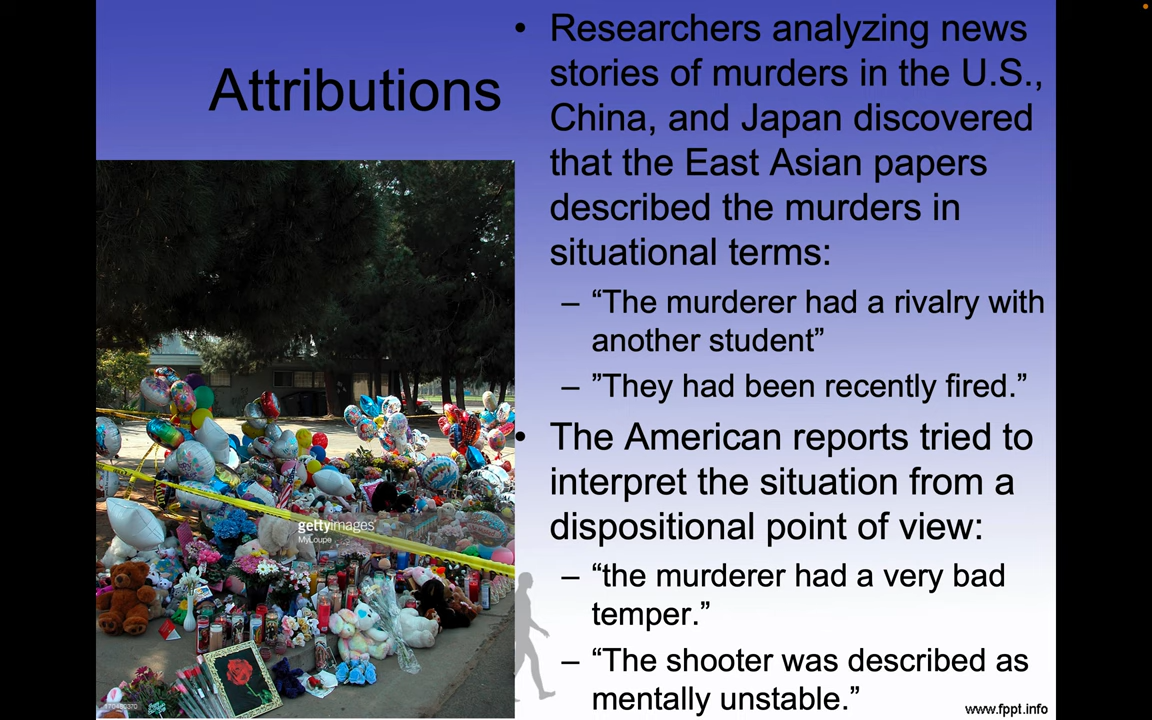 Attributions
• Researchers analyzing news
stories of murders in the U.S.,
China, and Japan discovered
that the East Asian papers
described the murders in
situational terms:
– “The murderer had a rivalry with
another student”
– ”They had been recently fired.”
• The American reports tried to
interpret the situation from a
dispositional point of view:
– “the murderer had a very bad
temper.”
– “The shooter was described as
mentally unstable.”
gettyimages
MyLoupe
www.fppt.info